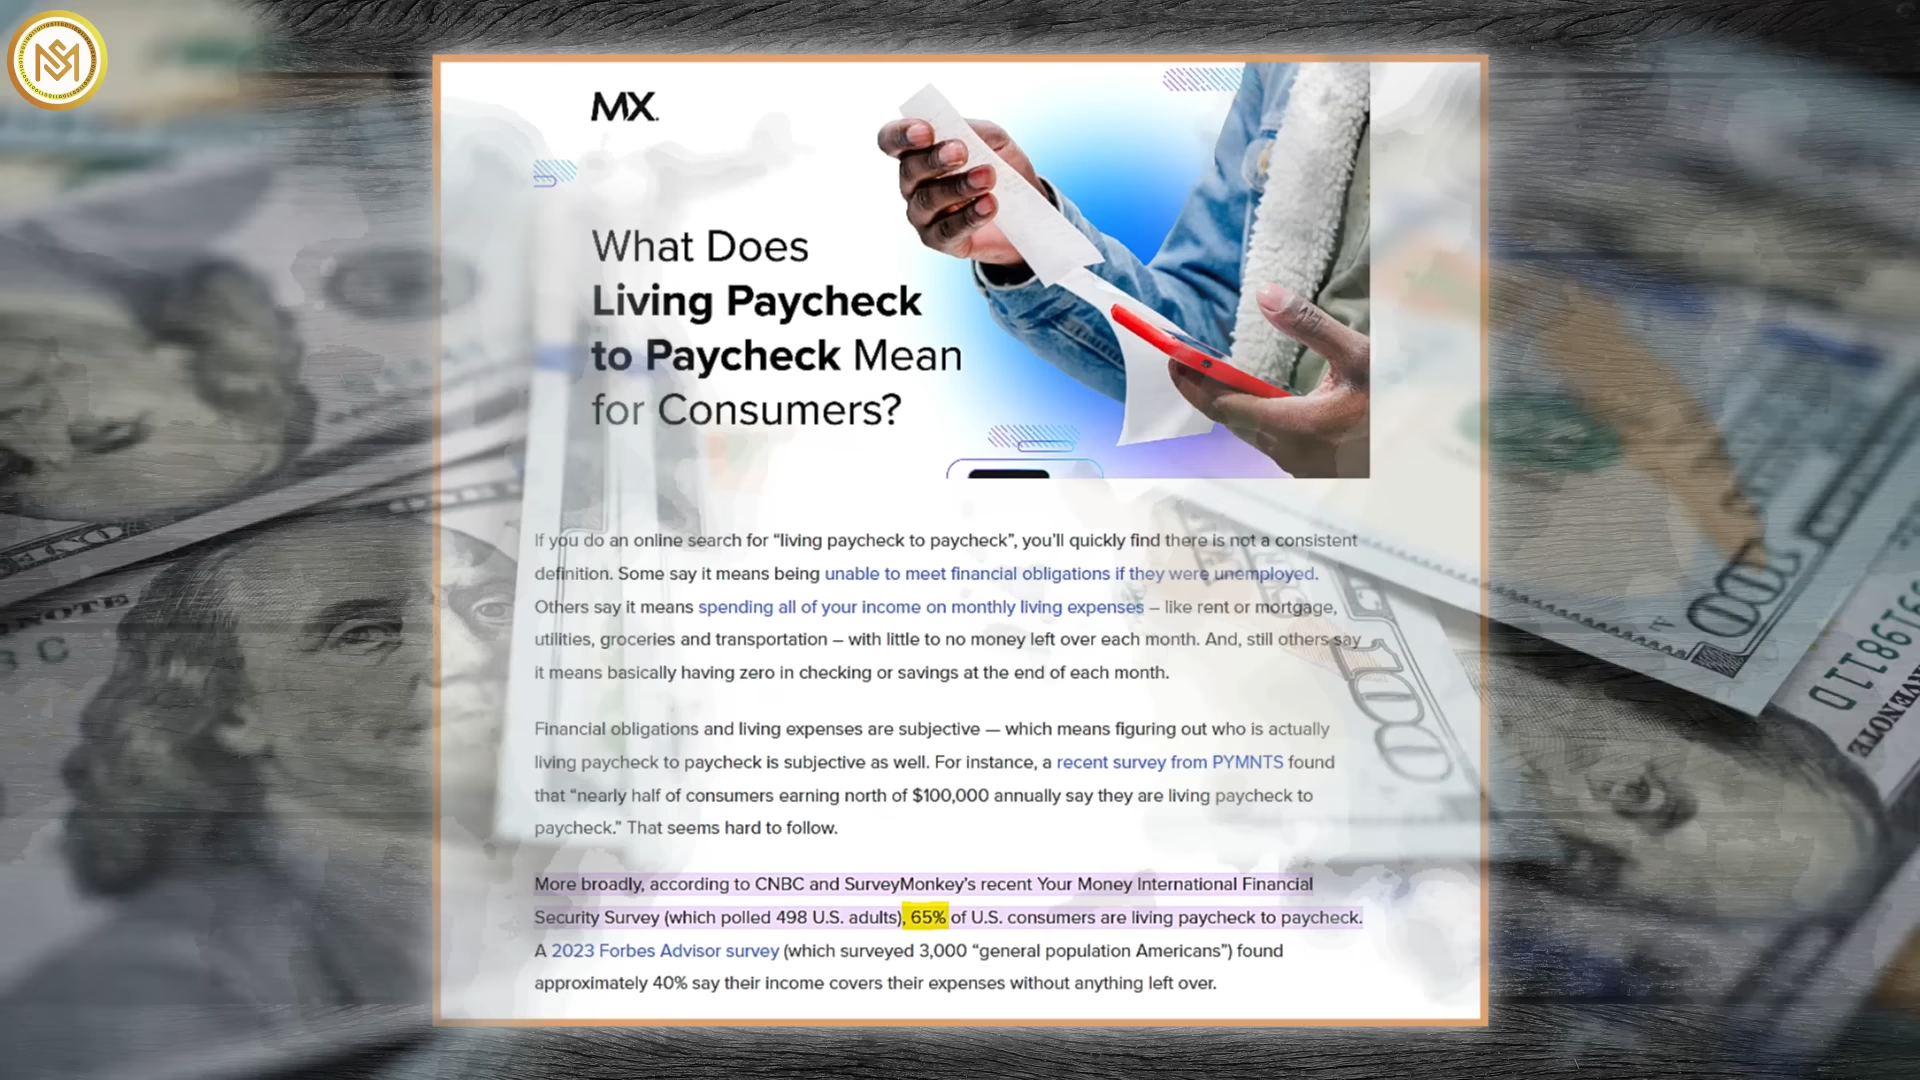 MX.
What Does
Living Paycheck
to Paycheck Mean
for Consumers?
If you do an online search for “living paycheck to paycheck”, you’ll quickly find there is not a consistent
definition. Some say it means being unable to meet financial obligations if they were unemployed.
Others say it means spending all of your income on monthly living expenses – like rent or mortgage,
utilities, groceries and transportation – with little to no money left over each month. And, still others say
it means basically having zero in checking or savings at the end of each month.
Financial obligations and living expenses are subjective — which means figuring out who is actually
living paycheck to paycheck is subjective as well. For instance, a recent survey from PYMNTS found
that “nearly half of consumers earning north of $100,000 annually say they are living paycheck to
paycheck.” That seems hard to follow.
More broadly, according to CNBC and SurveyMonkey’s recent Your Money International Financial
Security Survey (which polled 498 U.S. adults), 65% of U.S. consumers are living paycheck to paycheck.
A 2023 Forbes Advisor survey (which surveyed 3,000 “general population Americans”) found
approximately 40% say their income covers their expenses without anything left over.
100
100